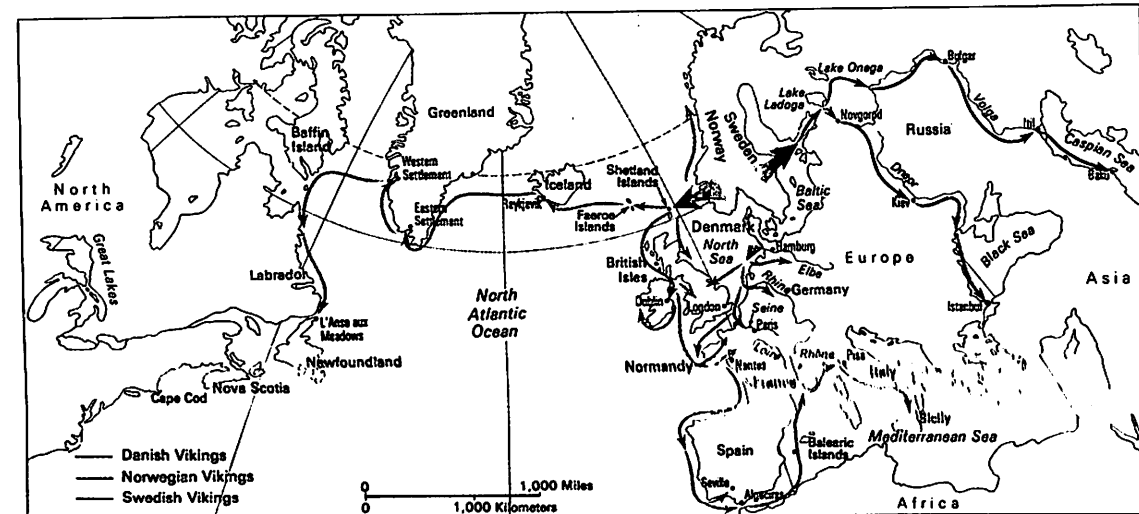 Greenland
Baffin
Island
North
America
Great Lakes
Western
Settlement
Eastern
Settlement
Labrador
L'Anse aux
Meadows
Newfoundland
Nova Scotia
Cape Cod
North
Atlantic
Ocean
Iceland
Reykjavik
Faeroe
Islands
Shetland
Islands
Norway
Sweden
Baltic
Sea
Denmark
North
Sea
Hamburg
British
Isles
Dublin
London
Elbe
Rhine
Germany
Seine
Paris
Normandy
Loire
Nantes
France
Rhône
Pisa
Italy
Sicily
Mediterranean Sea
Balearic
Islands
Spain
Seville
Algeciras
Africa
Europe
Asia
Lake Onega
Lake
Ladoga
Novgorod
Bolgar
Volga
Russia
Itil
Caspian Sea
Baku
Dnepr
Kiev
Black Sea
Istanbul
Danish Vikings
Norwegian Vikings
Swedish Vikings
0 1,000 Miles
0 1,000 Kilometers